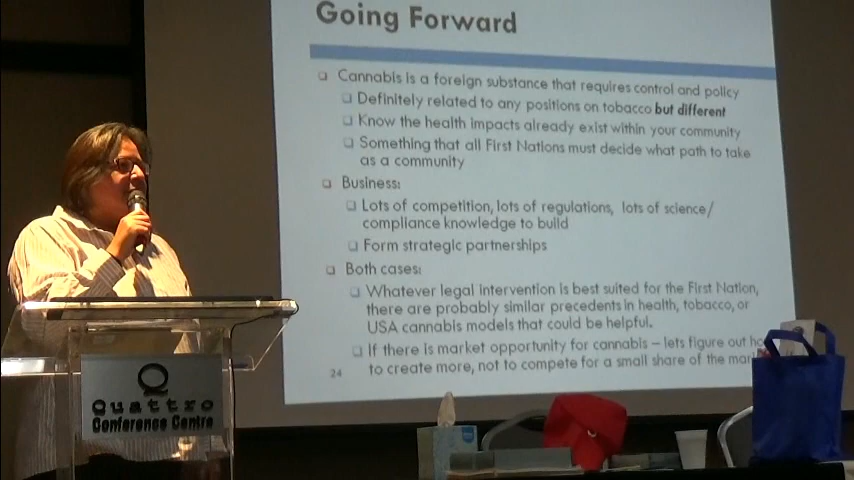 Going Forward
Cannabis is a foreign substance that requires control and policy
Definitely related to any positions on tobacco but different
Know the health impacts already exist within your community
Something that all First Nations must decide what path to take
as a community
Business:
Lots of competition, lots of regulations, lots of science/
compliance knowledge to build
Form strategic partnerships
Both cases:
Whatever legal intervention is best suited for the First Nation,
there are probably similar precedents in health, tobacco, or
USA cannabis models that could be helpful.
If there is market opportunity for cannabis – lets figure out
to create more, not to compete for a small share of the
24
Q
Quattro
Conference Centre